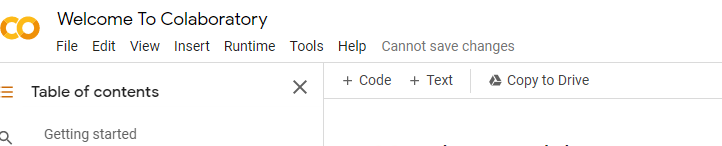 Welcome To Colaboratory
File Edit View Insert Runtime Tools Help Cannot save changes
+ Code + Text Copy to Drive
Table of contents
Getting started